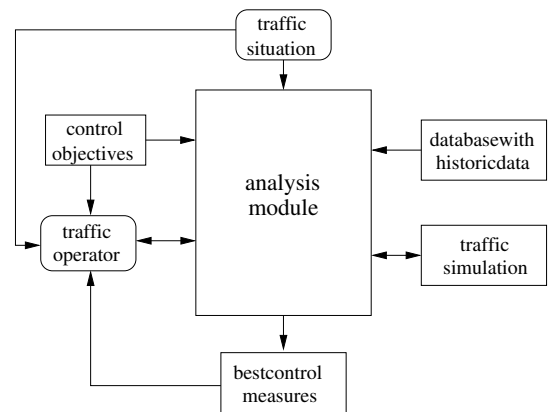 traffic
situation
control
objectives
databasewith
historicdata
analysis
module
traffic
operator
traffic
simulation
bestcontrol
measures